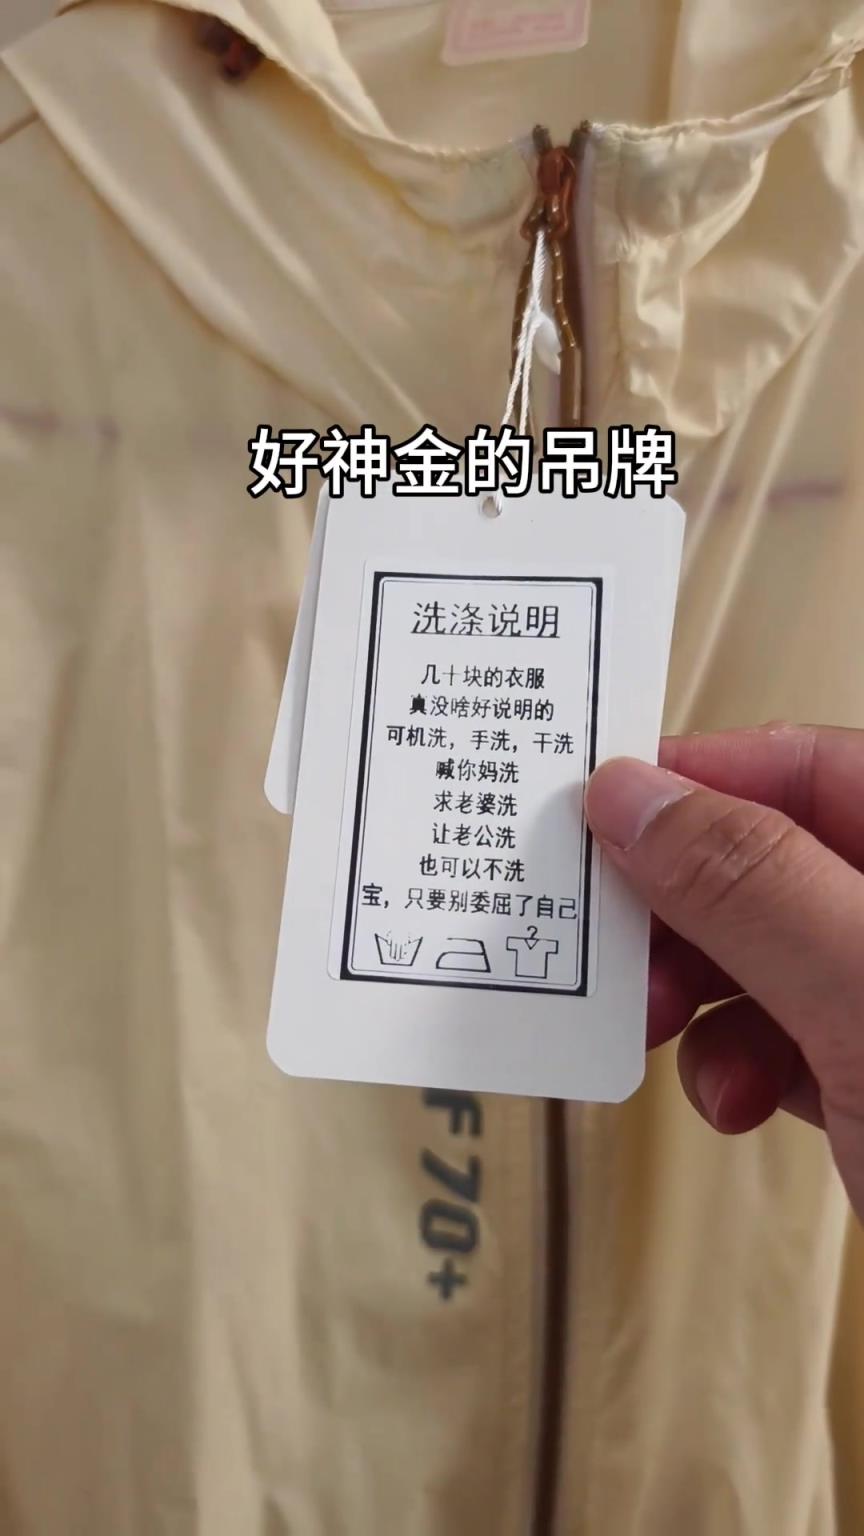 好神金的吊牌
洗涤说明
几十块的衣服
真没啥好说明的
可机洗，手洗，干洗
喊你妈洗
求老婆洗
让老公洗
也可以不洗
宝，只要别委屈了自己
?
F70+